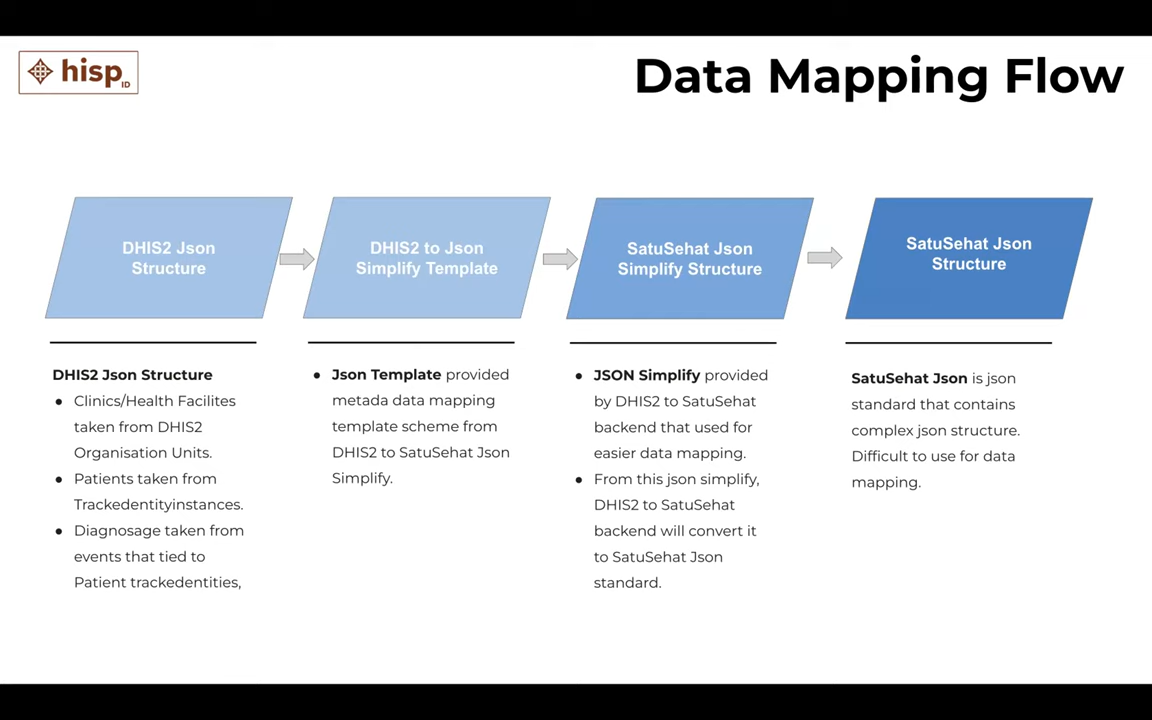 hisp ID
Data Mapping Flow
DHIS2 Json
Structure
DHIS2 to Json
Simplify Template
SatuSehat Json
Simplify Structure
SatuSehat Json
Structure
DHIS2 Json Structure
● Clinics/Health Facilites
taken from DHIS2
Organisation Units.
● Patients taken from
Trackedentityinstances.
● Diagnosage taken from
events that tied to
Patient trackedentities,
● Json Template provided
metada data mapping
template scheme from
DHIS2 to SatuSehat Json
Simplify.
● JSON Simplify provided
by DHIS2 to SatuSehat
backend that used for
easier data mapping.
● From this json simplify,
DHIS2 to SatuSehat
backend will convert it
to SatuSehat Json
standard.
SatuSehat Json is json
standard that contains
complex json structure.
Difficult to use for data
mapping.